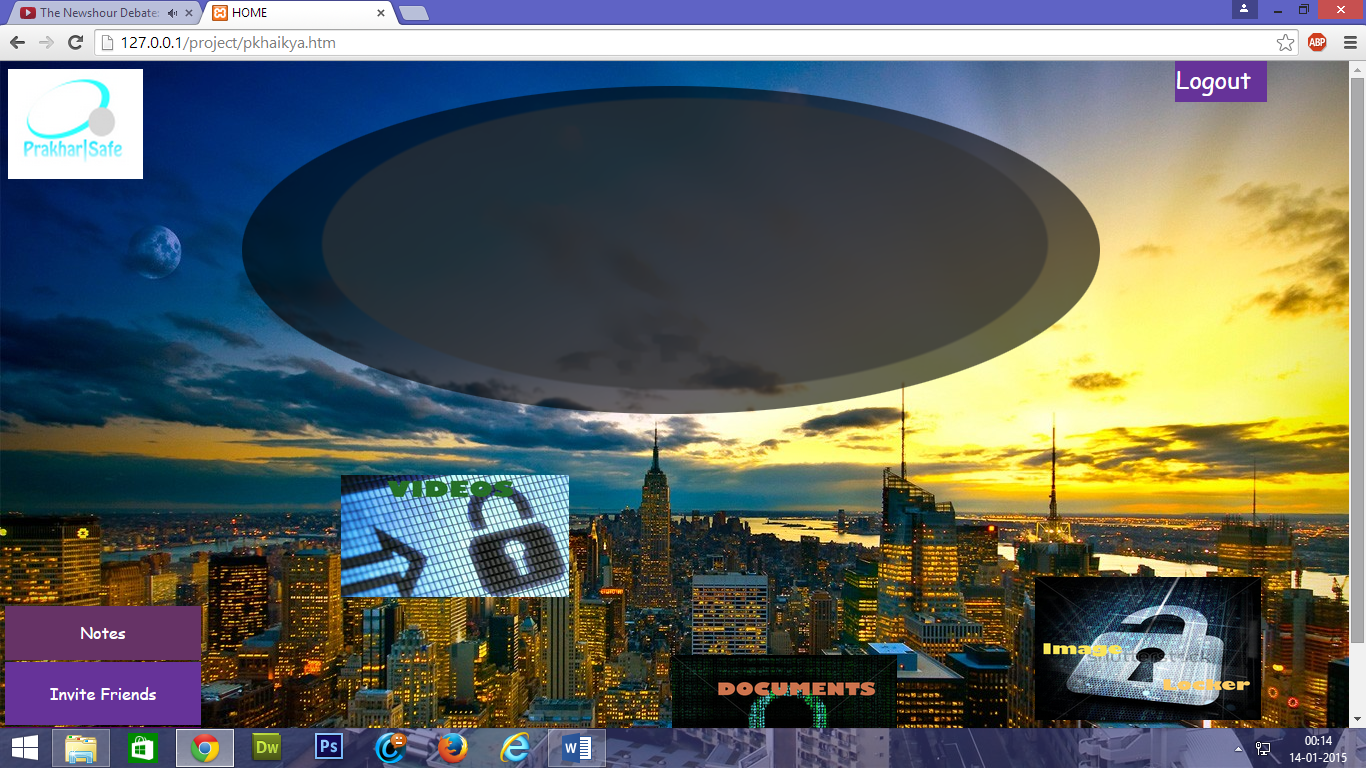 The Newshour Debate:
HOME
127.0.0.1/project/pkhaikya.htm
ABP
Logout
Prakhar|Safe
VIDEOS
Notes
Image
Locker
Invite Friends
DOCUMENTS
Dw
Ps
W
00:14
14-01-2015